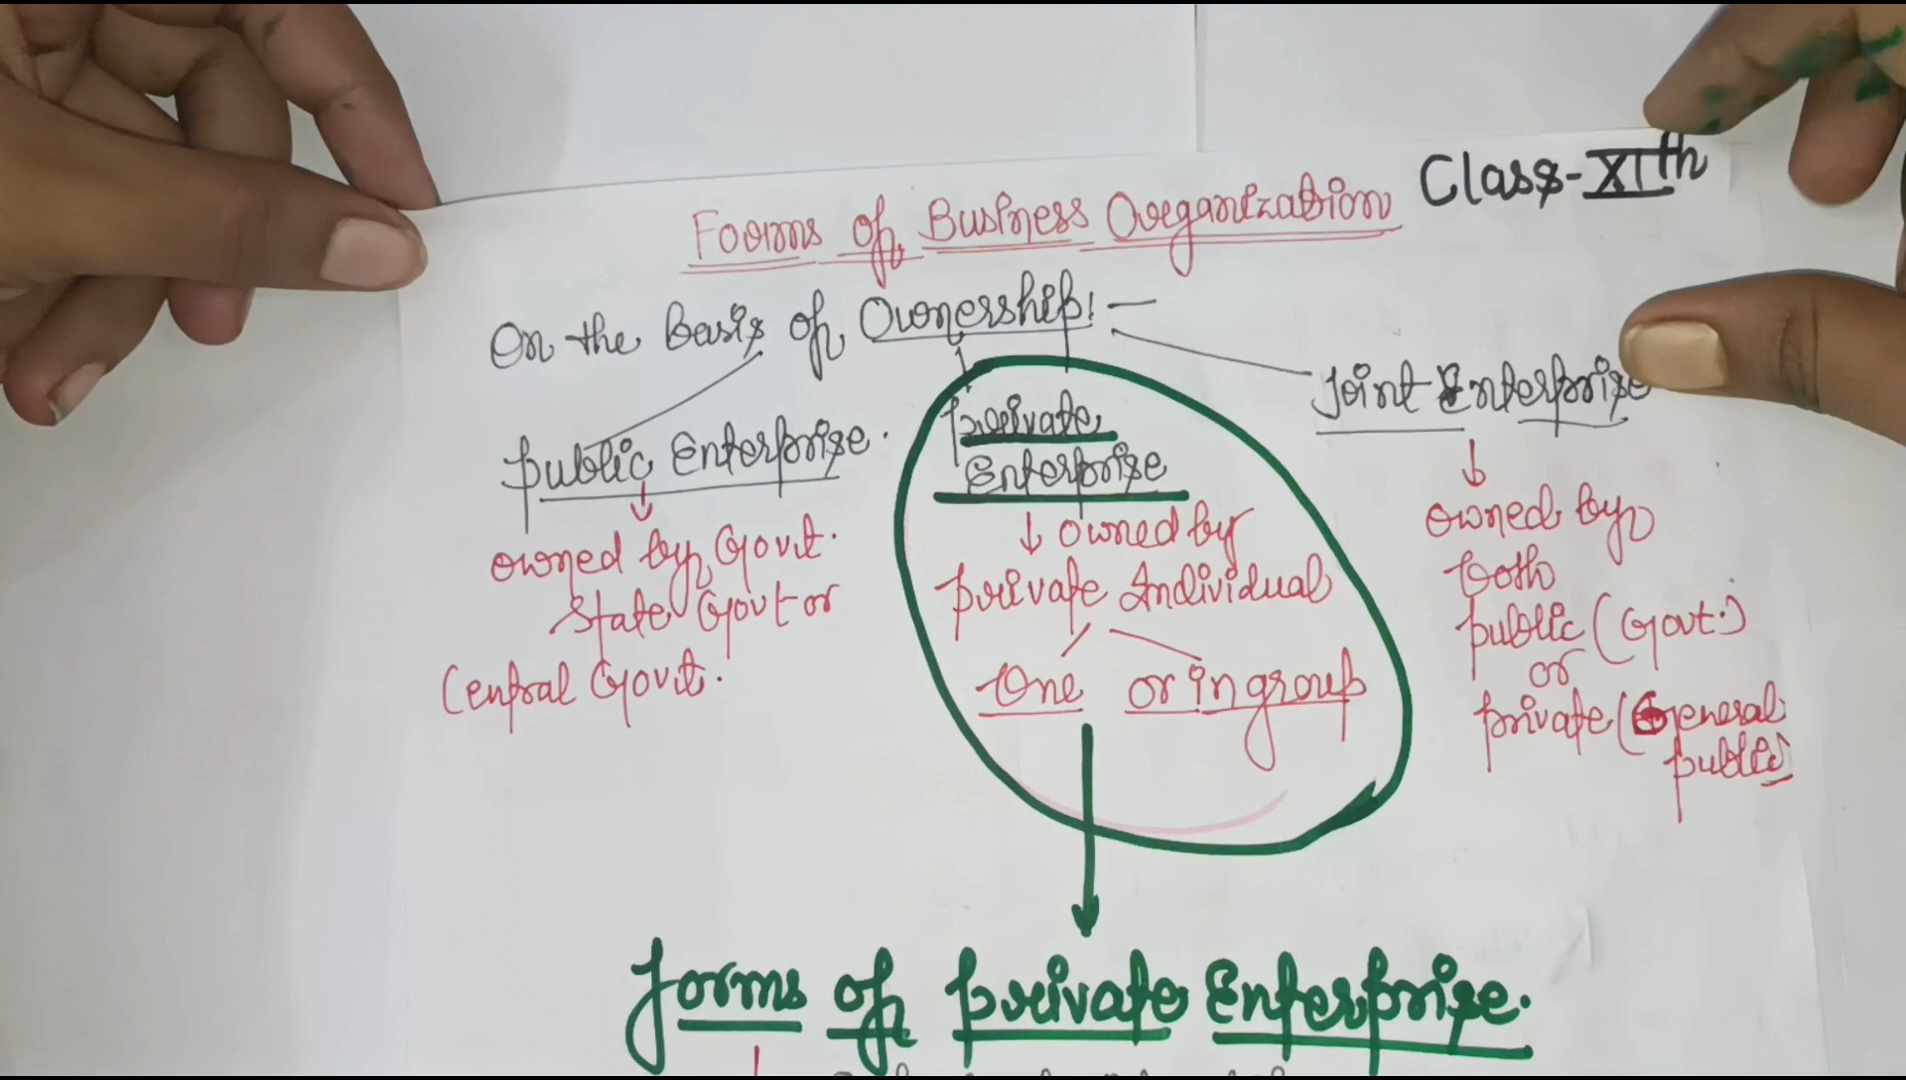 Class-XIth
Forms of Business Organization
On the Basis of Ownership! —
Public Enterprise.
owned by Govt.
State Govt or
Central Govt.
Private
Enterprise
owned by
private Individual
One or in group
Joint Enterprise
owned by
both
public (Govt.)
or
private (General
public)
Forms of Private Enterprise.